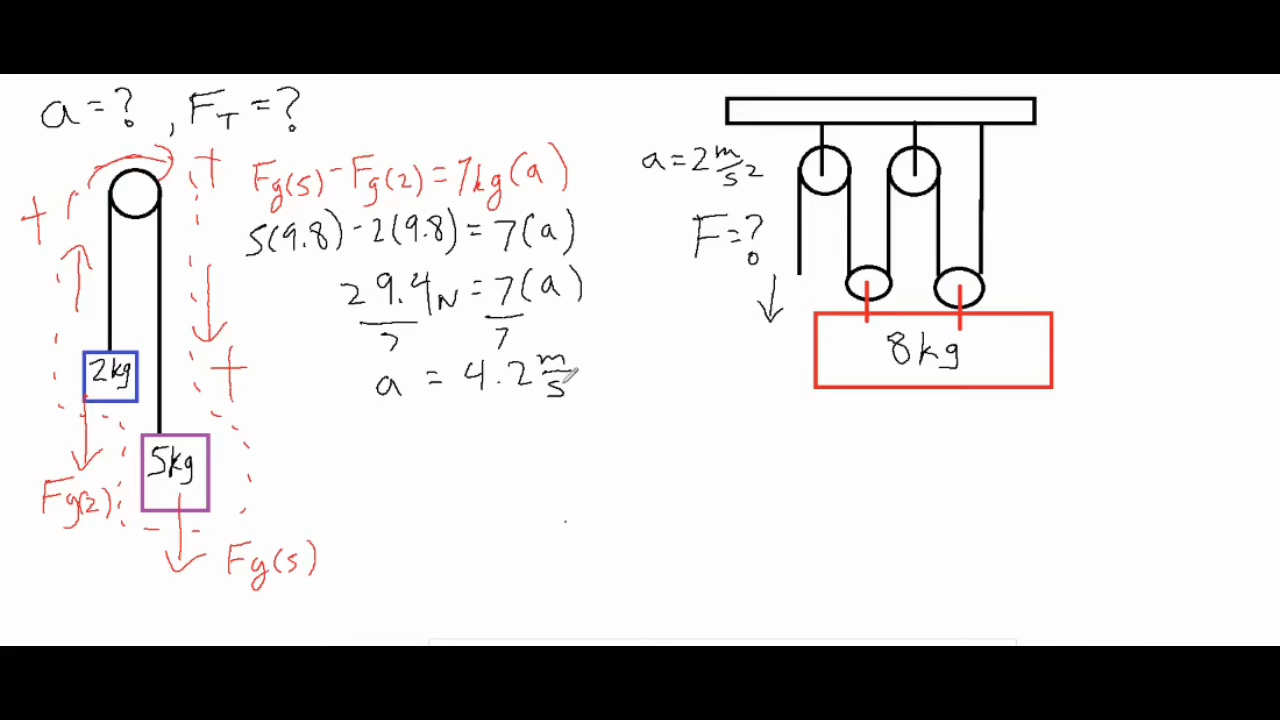 a = ? , F_T = ?
+
+
Fg(5) - Fg(2) = 7kg(a)
5(9.8) - 2(9.8) = 7(a)
29.4N = 7(a)
7 7
a = 4.2 m/s
+
2kg
5kg
Fg(2)
Fg(5)
a = 2 m/s2
F = ?
8kg